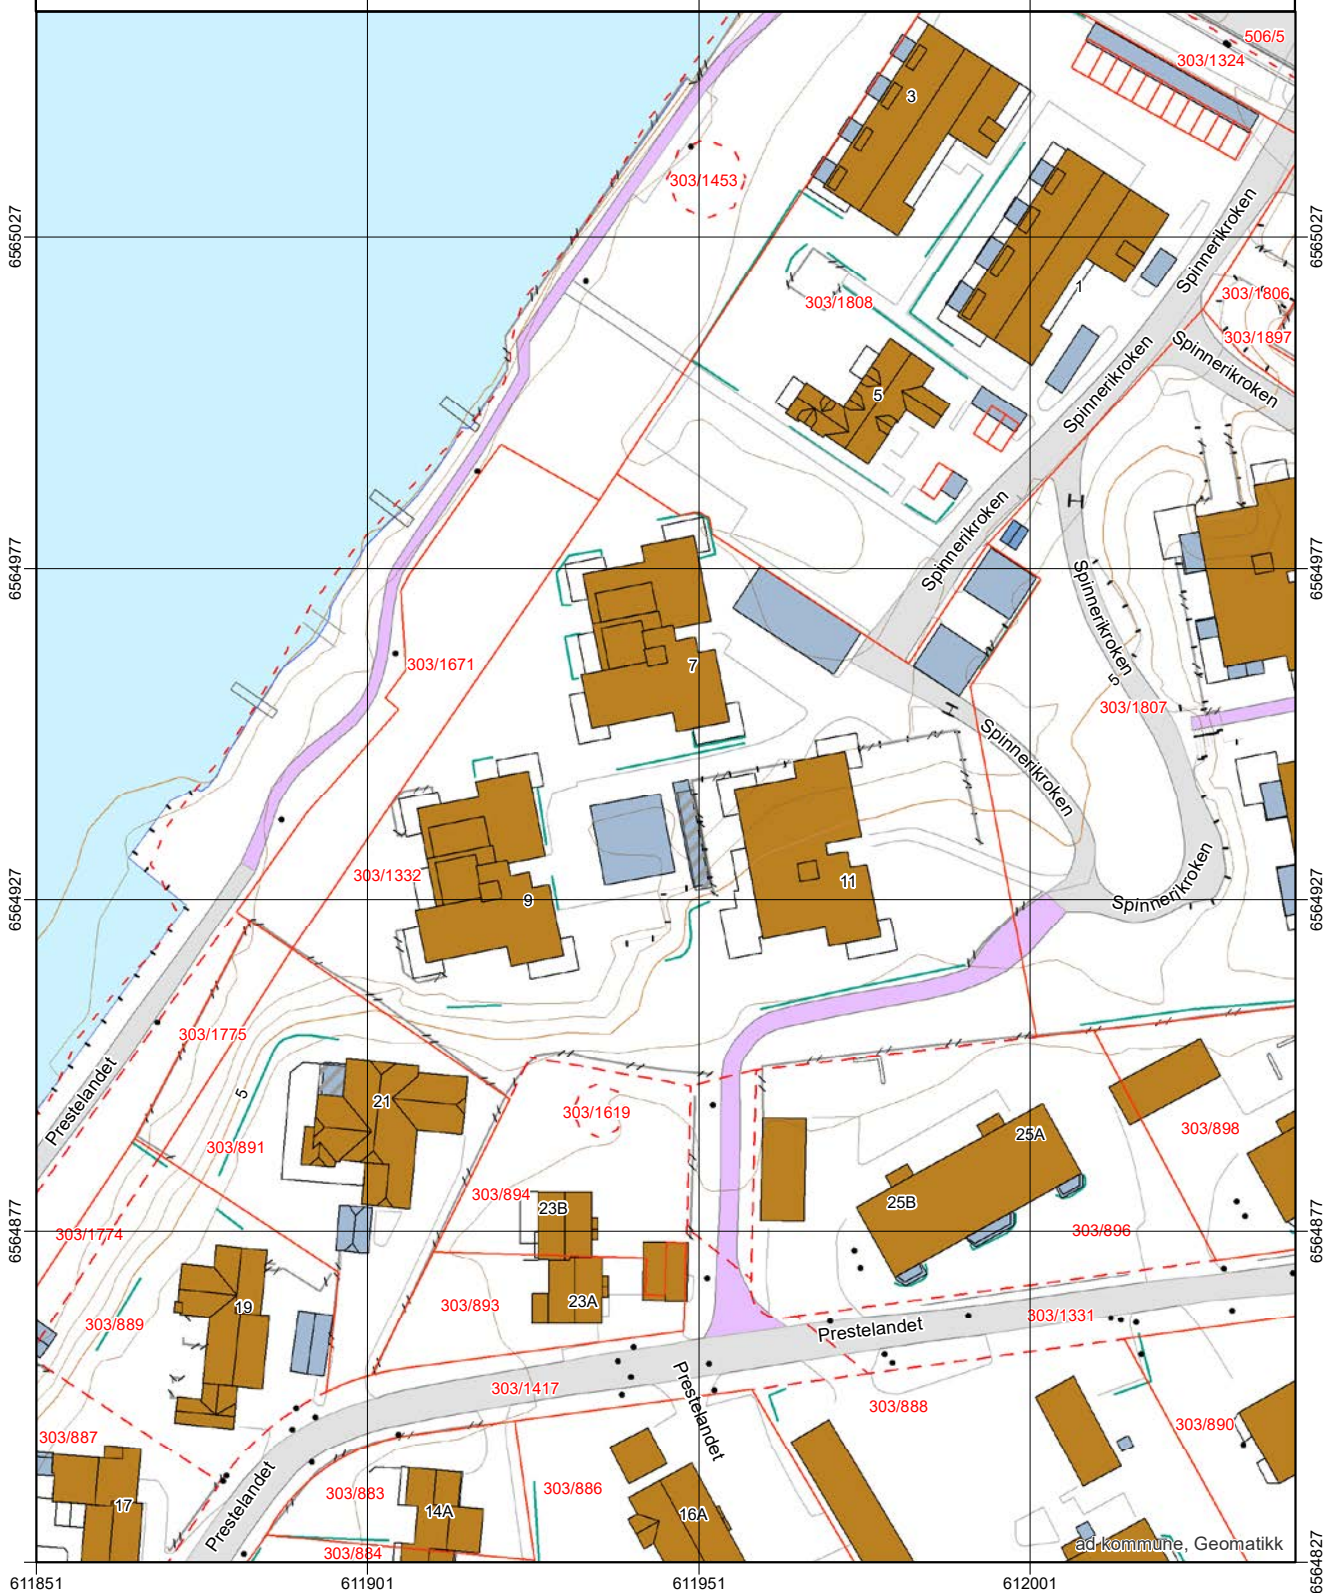 506/5
303/1324
3
303/1453
Spinnerikroken
6565027
6565027
1
303/1806
303/1808
303/1897
Spinnerikroken
Spinnerikroken
5
Spinnerikroken
6564977
6564977
Spinnerikroken
303/1671
7
5
303/1807
Spinnerikroken
303/1332
11
9
6564927
6564927
Spinnerikroken
303/1775
Prestelandet
5
21
303/1619
303/891
25A
303/898
303/894
23B
25B
303/1774
303/896
6564877
6564877
19
303/893
23A
303/889
303/1331
Prestelandet
303/1417
Prestelandet
303/888
303/890
303/887
303/883
303/886
17
Prestelandet
14A
16A
303/884
ad kommune, Geomatikk
6564827
611851
611901
611951
612001